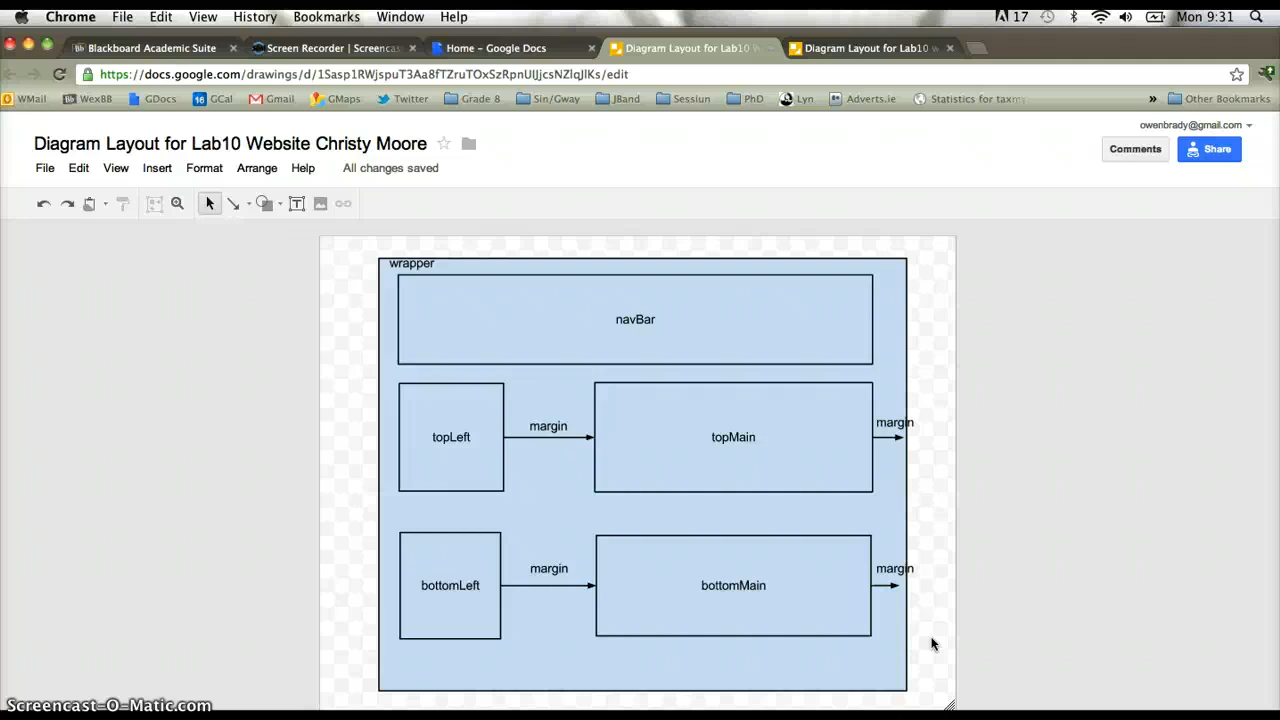 Chrome File Edit View History Bookmarks Window Help 17 Mon 9:31
Blackboard Academic Suite Screen Recorder | Screencas Home - Google Docs Diagram Layout for Lab10 W Diagram Layout for Lab10 w
https://docs.google.com/drawings/d/1Sasp1RWjspuT3Aa8fTZruTOxSzRpnUIJjcsNZlqJlKs/edit
WMail WexBB GDocs 16 GCal Gmail GMaps Twitter Grade 8 Sin/Gway JBand Sessiun PhD Lyn Adverts.ie Statistics for taxm » Other Bookmarks
owenbrady@gmail.com
Diagram Layout for Lab10 Website Christy Moore
Comments Share
File Edit View Insert Format Arrange Help All changes saved
wrapper
navBar
margin margin
topLeft topMain
margin margin
bottomLeft bottomMain
Screencast-O-Matic.com